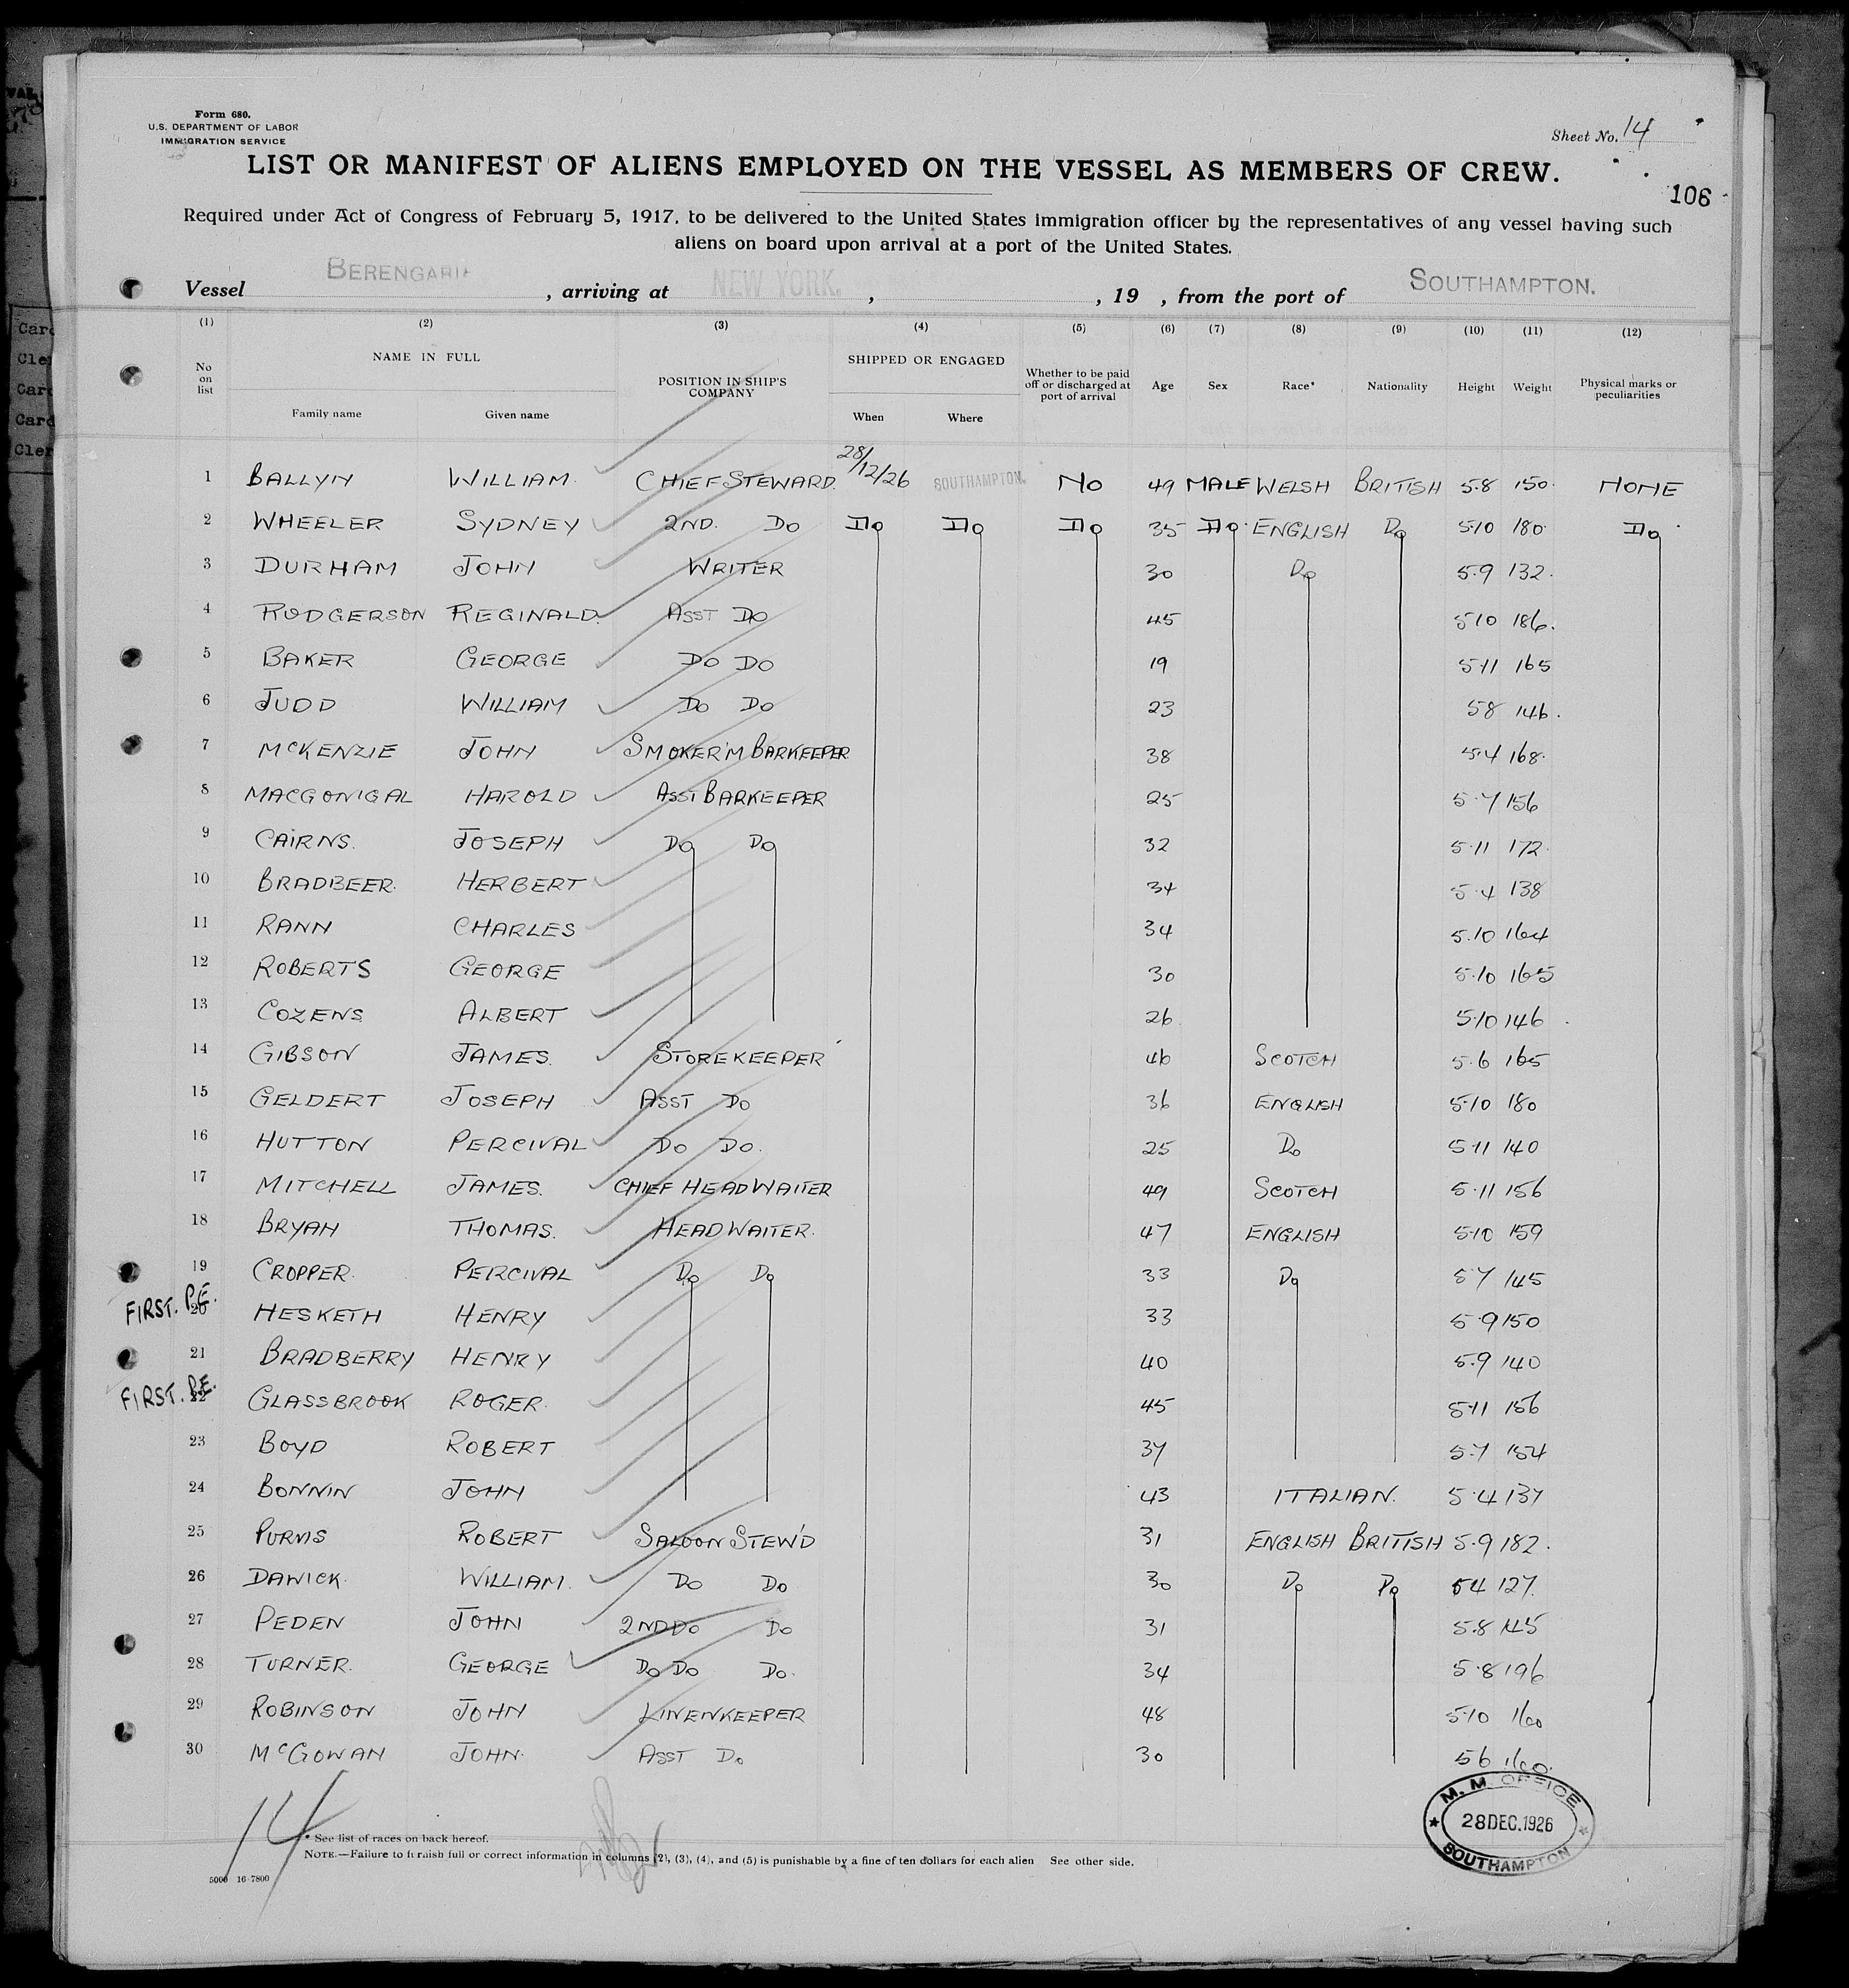 Form 680.
U.S. DEPARTMENT OF LABOR
IMMIGRATION SERVICE
Sheet No. 14
LIST OR MANIFEST OF ALIENS EMPLOYED ON THE VESSEL AS MEMBERS OF CREW.
106
Required under Act of Congress of February 5, 1917, to be delivered to the United States immigration officer by the representatives of any vessel having such
aliens on board upon arrival at a port of the United States.
Vessel BERENGARIA, arriving at NEW YORK. , , 19 , from the port of SOUTHAMPTON.
(1) (2) (3) (4) (5) (6) (7) (8) (9) (10) (11) (12)
No on list NAME IN FULL Family name Given name POSITION IN SHIP'S COMPANY SHIPPED OR ENGAGED When Where Whether to be paid off or discharged at port of arrival Age Sex Race* Nationality Height Weight Physical marks or peculiarities
1 BALLYN WILLIAM. CHIEF STEWARD. 28/12/26 SOUTHAMPTON. NO 49 MALE WELSH BRITISH 5.8 150. NONE
2 WHEELER SYDNEY 2ND. DO DO DO DO 35 DO. ENGLISH DO 5.10 180. DO
3 DURHAM JOHN WRITER 30 DO 5.9 132.
4 RODGERSON REGINALD. ASST DO 45 5.10 186.
5 BAKER GEORGE DO DO 19 5.11 165
6 JUDD WILLIAM DO DO 23 5.8 146.
7 McKENZIE JOHN SMOKER'M BARKEEPER 38 5.4 168.
8 MACGONIGAL HAROLD ASST BARKEEPER 25 5.7 156
9 CAIRNS. JOSEPH DO DO 32 5.11 172.
10 BRADBEER. HERBERT 34 5.4 138
11 RANN CHARLES 34 5.10 164
12 ROBERTS GEORGE 30 5.10 165
13 COZENS ALBERT 26 5.10 146
14 GIBSON JAMES. STOREKEEPER 46 SCOTCH 5.6 165
15 GELDERT JOSEPH ASST DO 36 ENGLISH 5.10 180
16 HUTTON PERCIVAL DO DO. 25 DO 5.11 140
17 MITCHELL JAMES. CHIEF HEAD WAITER 49 SCOTCH 5.11 156
18 BRYAN THOMAS. HEAD WAITER. 47 ENGLISH 5.10 159
19 CROPPER. PERCIVAL DO DO 33 DO 5.7 145
FIRST. P.E. 20 HESKETH HENRY 33 5.9 150
21 BRADBERRY HENRY 40 5.9 140
FIRST. P.E. 22 GLASSBROOK ROGER. 45 5.11 156
23 BOYD ROBERT 37 5.7 154
24 BONNIN JOHN 43 ITALIAN. 5.4 137
25 PURVIS ROBERT SALOON STEW'D 31 ENGLISH BRITISH 5.9 182.
26 DAWICK. WILLIAM. DO DO 30 DO DO 5.4 127.
27 PEDEN JOHN 2ND DO DO 31 5.8 145
28 TURNER. GEORGE DO DO DO. 34 5.8 196
29 ROBINSON JOHN LINENKEEPER 48 5.10 160
30 McGOWAN JOHN. ASST DO 30 5.6 160.
14
M. M. OFFICE
28 DEC. 1926
SOUTHAMPTON
* See list of races on back hereof.
NOTE.—Failure to furnish full or correct information in columns (2), (3), (4), and (5) is punishable by a fine of ten dollars for each alien See other side.
5000 16-7800